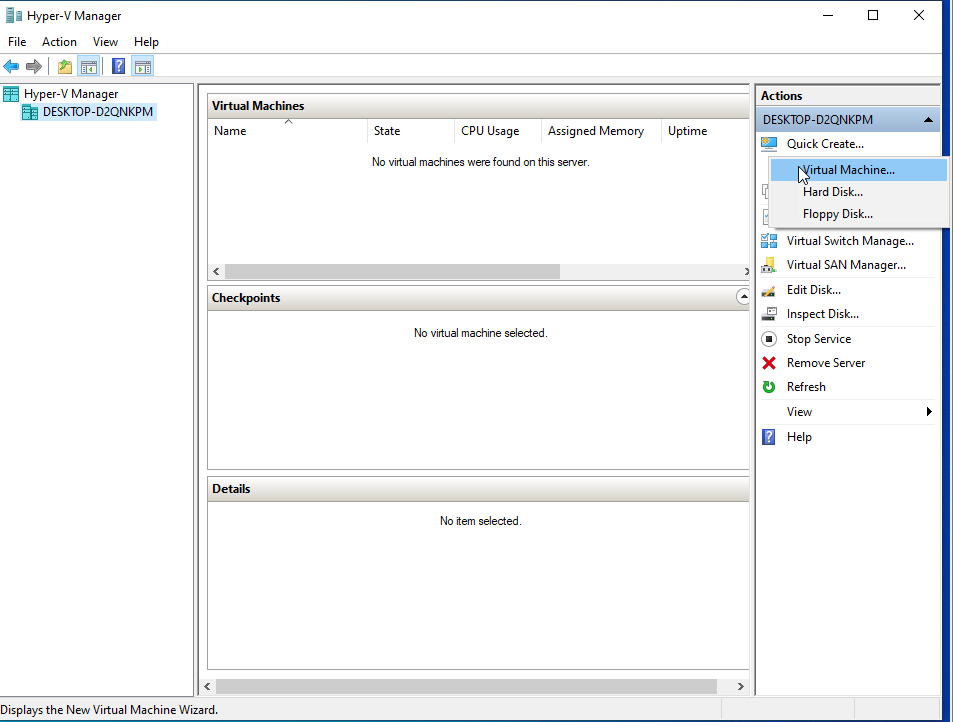 Hyper-V Manager
File Action View Help
Hyper-V Manager
DESKTOP-D2QNKPM
Virtual Machines
Name State CPU Usage Assigned Memory Uptime
No virtual machines were found on this server.
Checkpoints
No virtual machine selected.
Details
No item selected.
Actions
DESKTOP-D2QNKPM
Quick Create...
Virtual Machine...
Hard Disk...
Floppy Disk...
Virtual Switch Manage...
Virtual SAN Manager...
Edit Disk...
Inspect Disk...
Stop Service
Remove Server
Refresh
View
Help
Displays the New Virtual Machine Wizard.